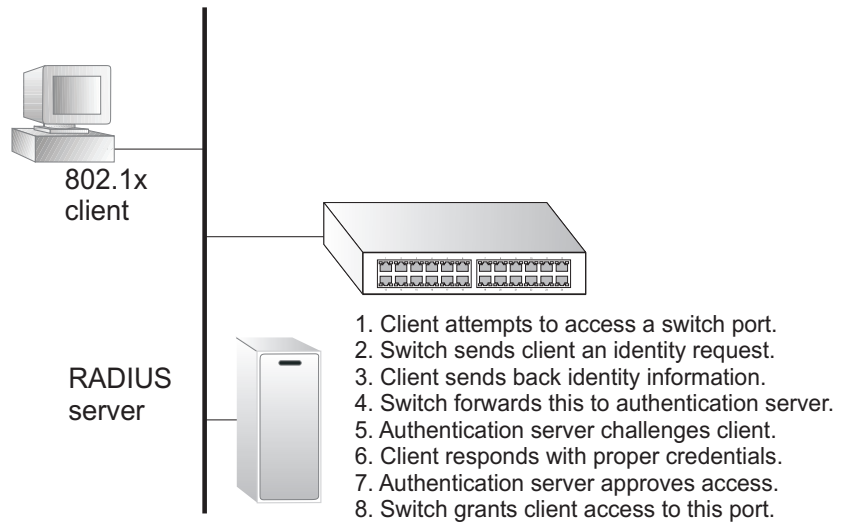 802.1x
client
RADIUS
server
1. Client attempts to access a switch port.
2. Switch sends client an identity request.
3. Client sends back identity information.
4. Switch forwards this to authentication server.
5. Authentication server challenges client.
6. Client responds with proper credentials.
7. Authentication server approves access.
8. Switch grants client access to this port.